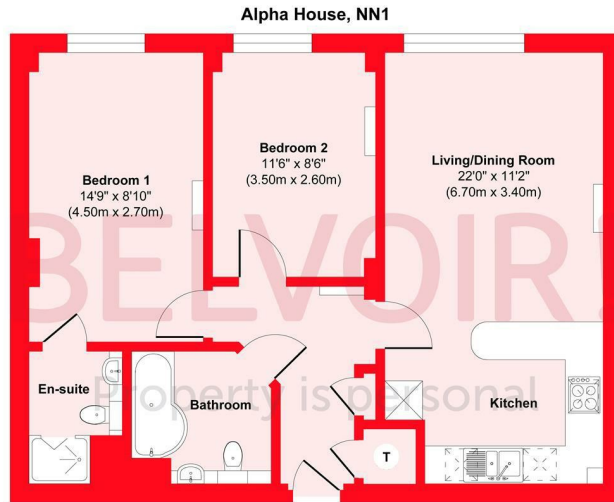 Alpha House, NN1
Bedroom 1
14'9" x 8'10"
(4.50m x 2.70m)
Bedroom 2
11'6" x 8'6"
(3.50m x 2.60m)
Living/Dining Room
22'0" x 11'2"
(6.70m x 3.40m)
BELVOIR!
Property is personal
En-suite
Bathroom
Kitchen
T